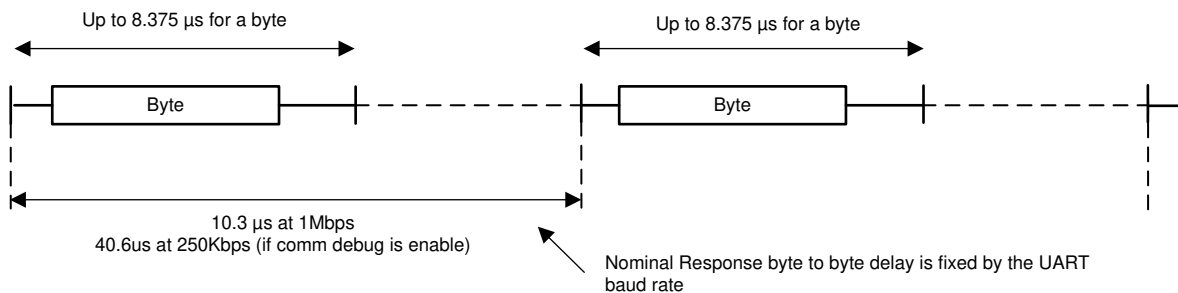 Up to 8.375 µs for a byte
Up to 8.375 µs for a byte
Byte
Byte
10.3 µs at 1Mbps
40.6us at 250Kbps (if comm debug is enable)
Nominal Response byte to byte delay is fixed by the UART
baud rate